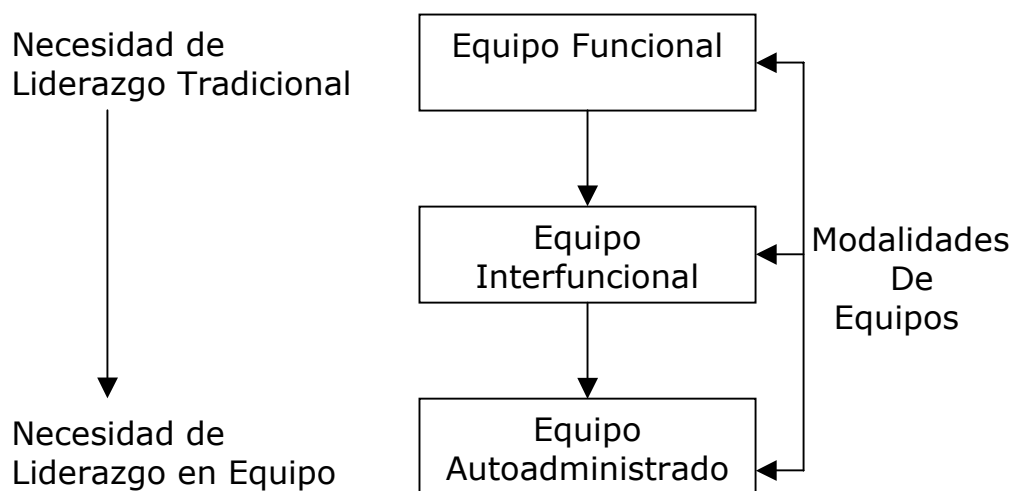 Necesidad de
Liderazgo Tradicional
Equipo Funcional
Equipo
Interfuncional
Modalidades
De
Equipos
Necesidad de
Liderazgo en Equipo
Equipo
Autoadministrado